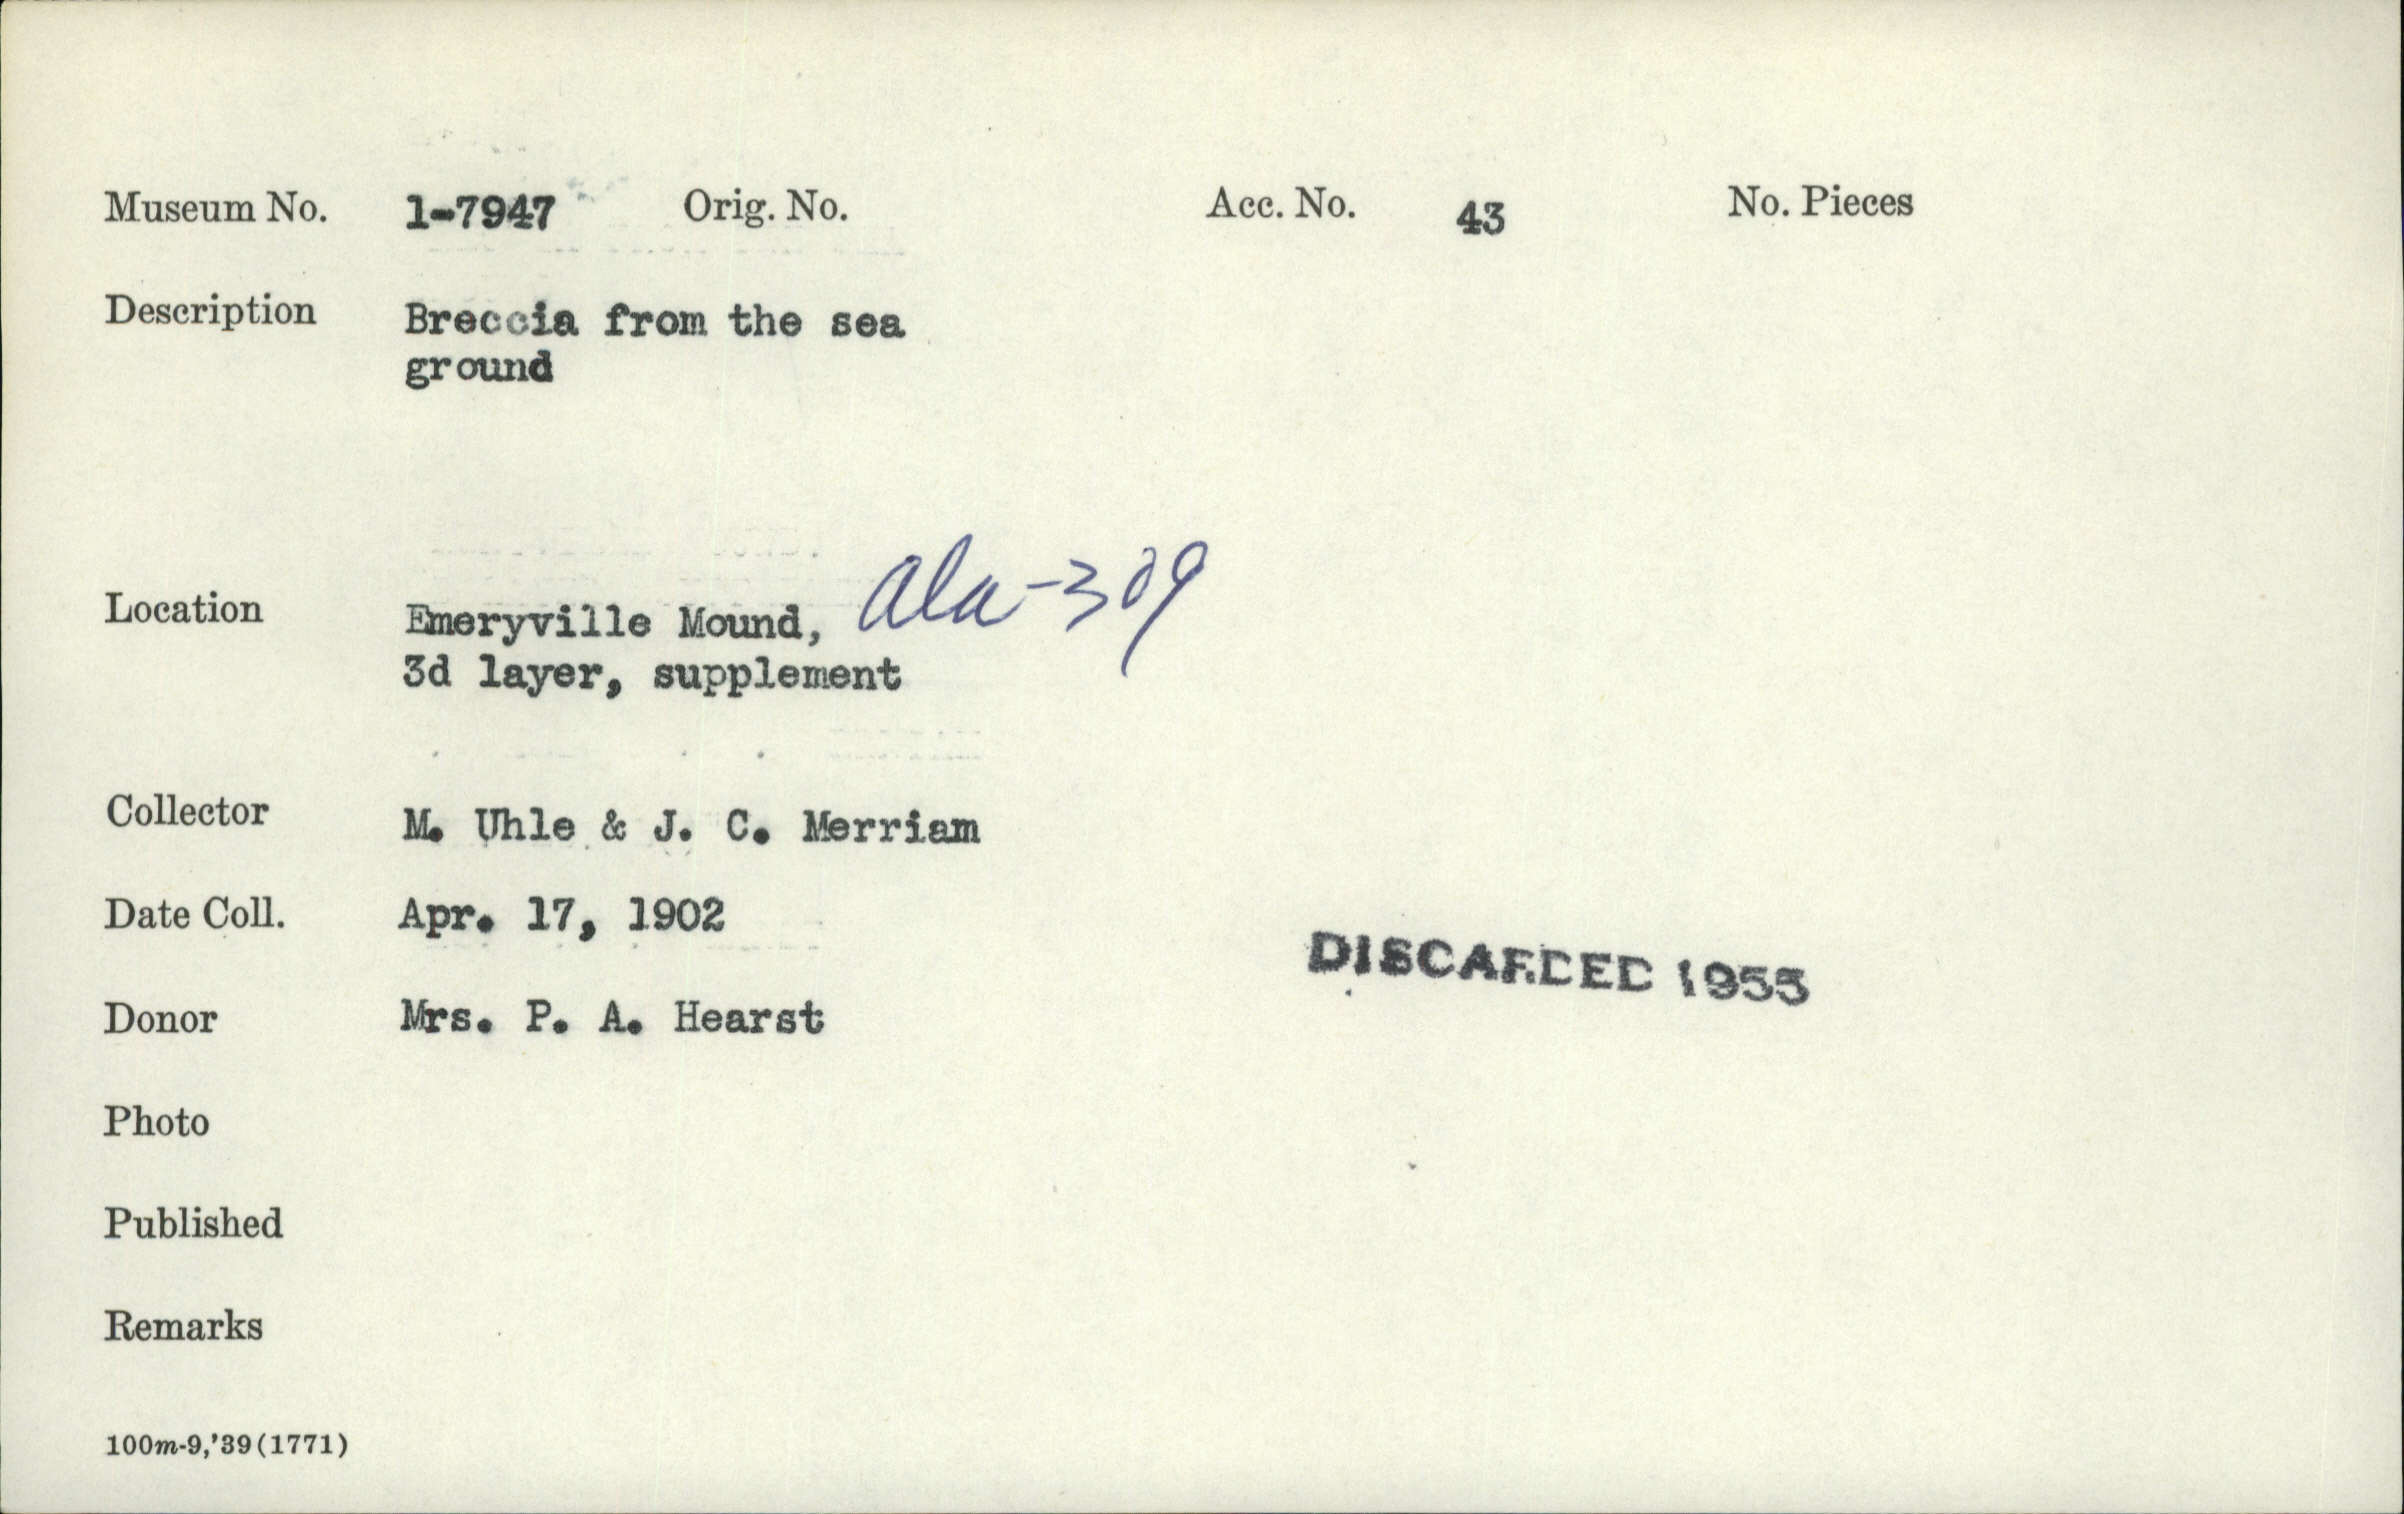 Museum No. 1-7947 Orig. No. Acc. No. 43 No. Pieces
Description Breccia from the sea
ground
Location Emeryville Mound, Ala-309
3d layer, supplement
Collector M. Uhle & J. C. Merriam
Date Coll. Apr. 17, 1902
DISCARDED 1955
Donor Mrs. P. A. Hearst
Photo
Published
Remarks
100m-9,'39(1771)